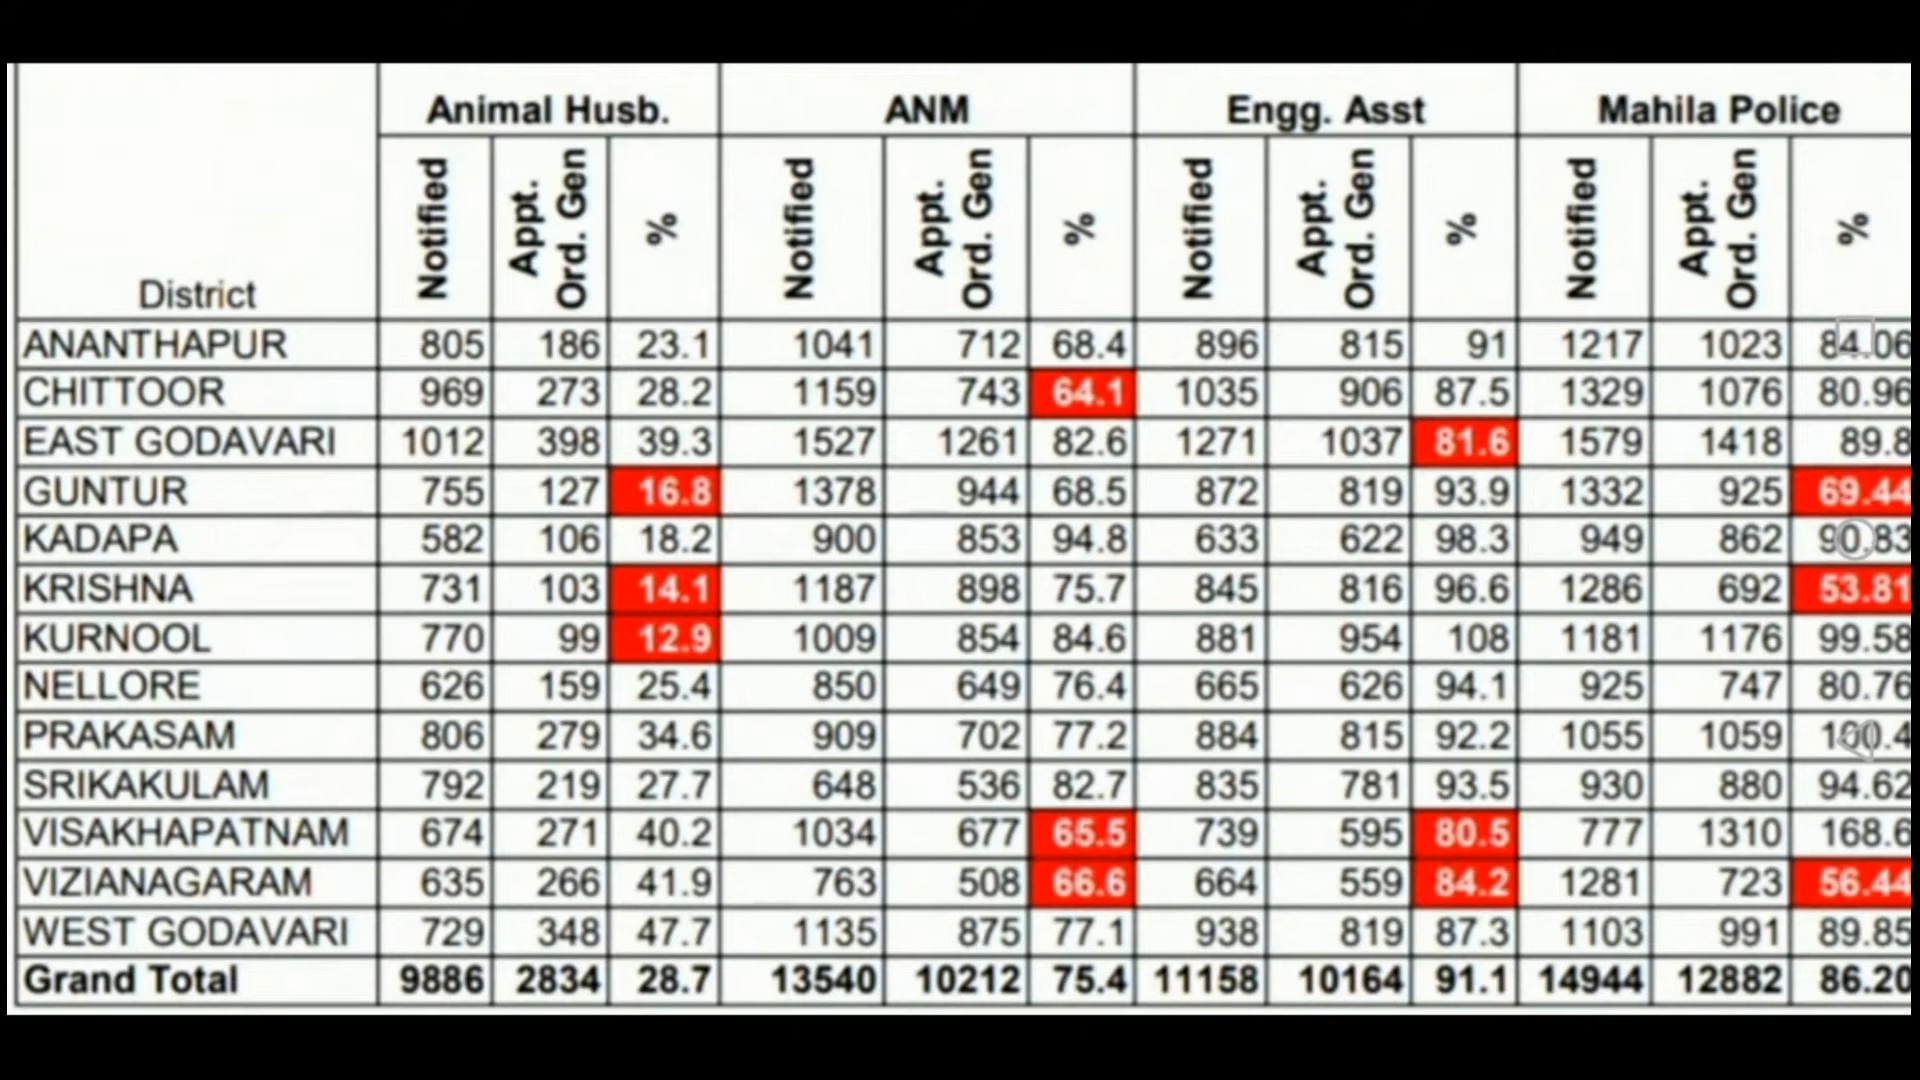 Animal Husb. ANM Engg. Asst Mahila Police
District Notified Appt. Ord. Gen % Notified Appt. Ord. Gen % Notified Appt. Ord. Gen % Notified Appt. Ord. Gen %
ANANTHAPUR 805 186 23.1 1041 712 68.4 896 815 91 1217 1023 84.06
CHITTOOR 969 273 28.2 1159 743 64.1 1035 906 87.5 1329 1076 80.96
EAST GODAVARI 1012 398 39.3 1527 1261 82.6 1271 1037 81.6 1579 1418 89.8
GUNTUR 755 127 16.8 1378 944 68.5 872 819 93.9 1332 925 69.44
KADAPA 582 106 18.2 900 853 94.8 633 622 98.3 949 862 90.83
KRISHNA 731 103 14.1 1187 898 75.7 845 816 96.6 1286 692 53.81
KURNOOL 770 99 12.9 1009 854 84.6 881 954 108 1181 1176 99.58
NELLORE 626 159 25.4 850 649 76.4 665 626 94.1 925 747 80.76
PRAKASAM 806 279 34.6 909 702 77.2 884 815 92.2 1055 1059 100.4
SRIKAKULAM 792 219 27.7 648 536 82.7 835 781 93.5 930 880 94.62
VISAKHAPATNAM 674 271 40.2 1034 677 65.5 739 595 80.5 777 1310 168.6
VIZIANAGARAM 635 266 41.9 763 508 66.6 664 559 84.2 1281 723 56.44
WEST GODAVARI 729 348 47.7 1135 875 77.1 938 819 87.3 1103 991 89.85
Grand Total 9886 2834 28.7 13540 10212 75.4 11158 10164 91.1 14944 12882 86.20